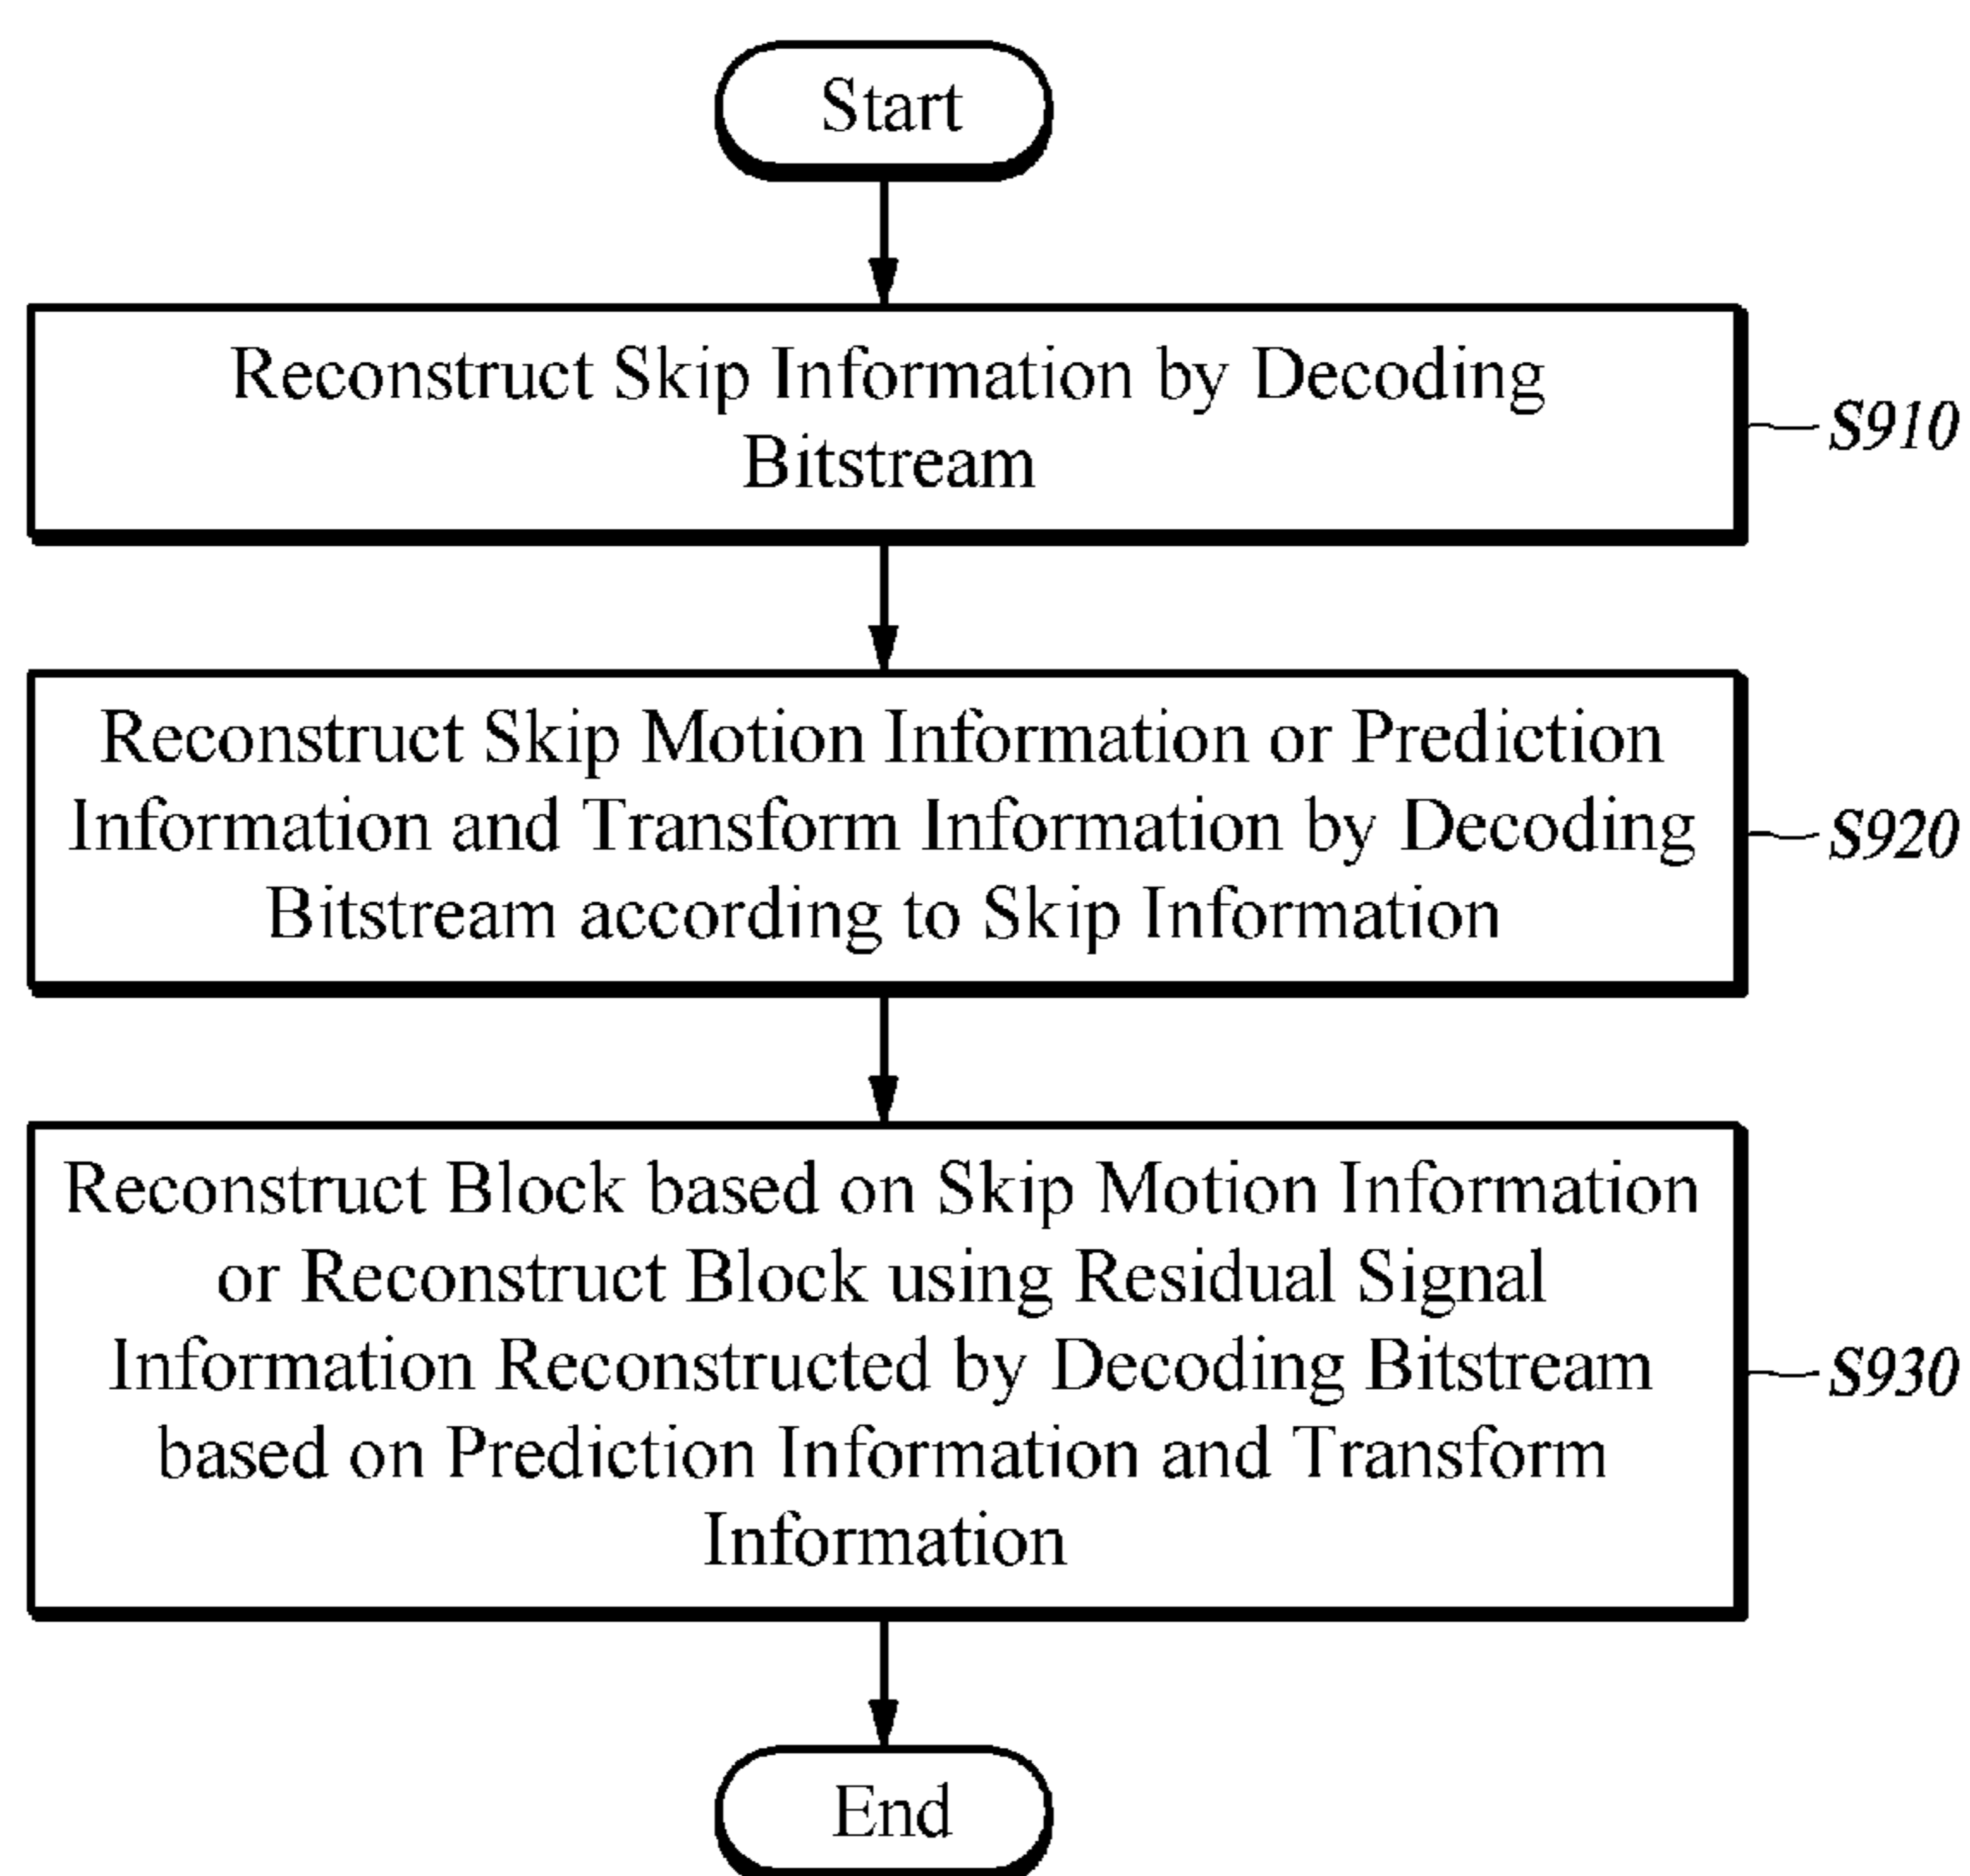 Start
Reconstruct Skip Information by Decoding
Bitstream
S910
Reconstruct Skip Motion Information or Prediction
Information and Transform Information by Decoding
Bitstream according to Skip Information
S920
Reconstruct Block based on Skip Motion Information
or Reconstruct Block using Residual Signal
Information Reconstructed by Decoding Bitstream
based on Prediction Information and Transform
Information
S930
End